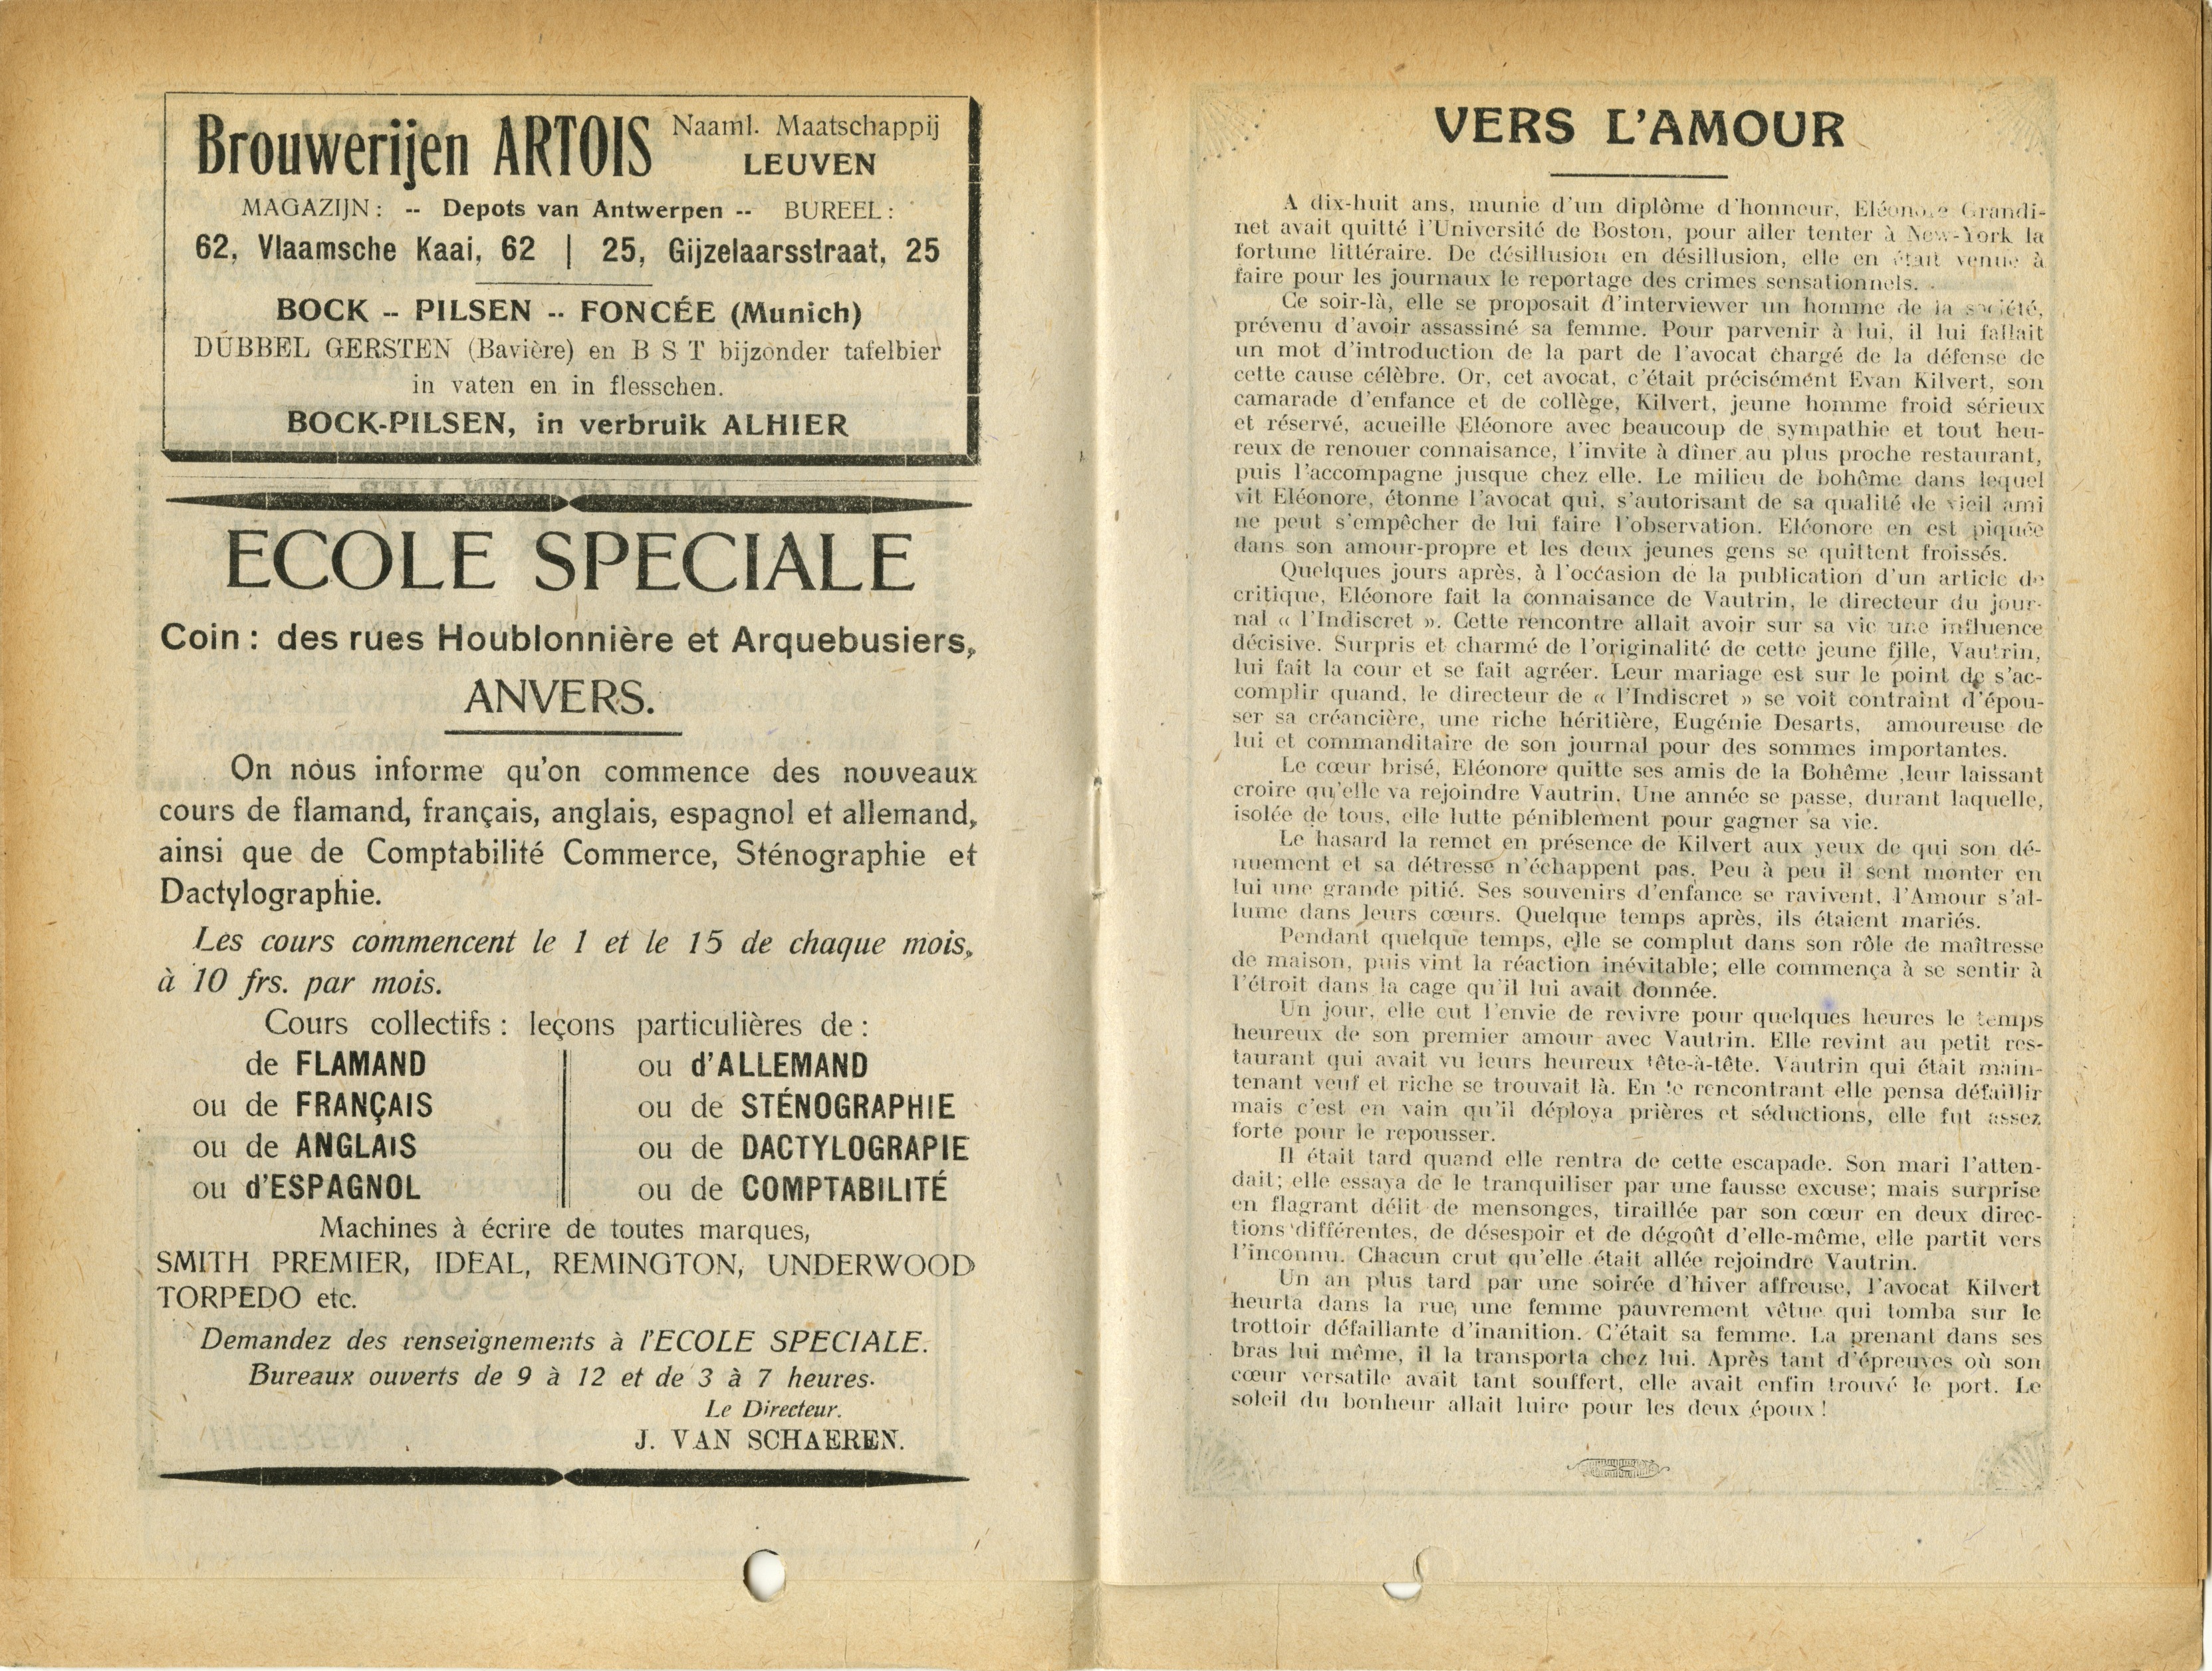 Brouwerijen ARTOIS Naaml. Maatschappij
LEUVEN
MAGAZIJN: -- Depots van Antwerpen -- BUREEL:
62, Vlaamsche Kaai, 62 | 25, Gijzelaarsstraat, 25
BOCK -- PILSEN -- FONCÉE (Munich)
DUBBEL GERSTEN (Bavière) en B S T bijzonder tafelbier
in vaten en in flesschen.
BOCK-PILSEN, in verbruik ALHIER
ECOLE SPECIALE
Coin : des rues Houblonnière et Arquebusiers,
ANVERS.
On nous informe qu'on commence des nouveaux
cours de flamand, français, anglais, espagnol et allemand,
ainsi que de Comptabilité Commerce, Sténographie et
Dactylographie.
Les cours commencent le 1 et le 15 de chaque mois,
à 10 frs. par mois.
Cours collectifs : leçons particulières de :
de FLAMAND
ou de FRANÇAIS
ou de ANGLAIS
ou d'ESPAGNOL
ou d'ALLEMAND
ou de STÉNOGRAPHIE
ou de DACTYLOGRAPIE
ou de COMPTABILITÉ
Machines à écrire de toutes marques,
SMITH PREMIER, IDEAL, REMINGTON, UNDERWOOD
TORPEDO etc.
Demandez des renseignements à l'ECOLE SPECIALE.
Bureaux ouverts de 9 à 12 et de 3 à 7 heures.
Le Directeur.
J. VAN SCHAEREN.
VERS L'AMOUR
A dix-huit ans, munie d'un diplôme d'honneur, Eléonore Grandi-
net avait quitté l'Université de Boston, pour aller tenter à New-York la
fortune littéraire. De désillusion en désillusion, elle en était venue à
faire pour les journaux le reportage des crimes sensationnels.
Ce soir-là, elle se proposait d'interviewer un homme de la société,
prévenu d'avoir assassiné sa femme. Pour parvenir à lui, il lui fallait
un mot d'introduction de la part de l'avocat chargé de la défense de
cette cause célèbre. Or, cet avocat, c'était précisément Evan Kilvert, son
camarade d'enfance et de collège, Kilvert, jeune homme froid sérieux
et réservé, acueille Eléonore avec beaucoup de sympathie et tout heu-
reux de renouer connaisance, l'invite à dîner au plus proche restaurant,
puis l'accompagne jusque chez elle. Le milieu de bohême dans lequel
vit Eléonore, étonne l'avocat qui, s'autorisant de sa qualité de vieil ami
ne peut s'empêcher de lui faire l'observation. Eléonore en est piquée
dans son amour-propre et les deux jeunes gens se quittent froissés.
Quelques jours après, à l'occasion de la publication d'un article de
critique, Eléonore fait la connaisance de Vautrin, le directeur du jour-
nal « l'Indiscret ». Cette rencontre allait avoir sur sa vie une influence
décisive. Surpris et charmé de l'originalité de cette jeune fille, Vautrin,
lui fait la cour et se fait agréer. Leur mariage est sur le point de s'ac-
complir quand, le directeur de « l'Indiscret » se voit contraint d'épou-
ser sa créancière, une riche héritière, Eugénie Desarts, amoureuse de
lui et commanditaire de son journal pour des sommes importantes.
Le cœur brisé, Eléonore quitte ses amis de la Bohême ,leur laissant
croire qu'elle va rejoindre Vautrin. Une année se passe, durant laquelle,
isolée de tous, elle lutte péniblement pour gagner sa vie.
Le hasard la remet en présence de Kilvert aux yeux de qui son dé-
nuement et sa détresse n'échappent pas. Peu à peu il sent monter en
lui une grande pitié. Ses souvenirs d'enfance se ravivent, l'Amour s'al-
lume dans leurs cœurs. Quelque temps après, ils étaient mariés.
Pendant quelque temps, elle se complut dans son rôle de maîtresse
de maison, puis vint la réaction inévitable; elle commença à se sentir à
l'étroit dans la cage qu'il lui avait donnée.
Un jour, elle eut l'envie de revivre pour quelques heures le temps
heureux de son premier amour avec Vautrin. Elle revint au petit res-
taurant qui avait vu leurs heureux tête-à-tête. Vautrin qui était main-
tenant veuf et riche se trouvait là. En le rencontrant elle pensa défaillir
mais c'est en vain qu'il déploya prières et séductions, elle fut assez
forte pour le repousser.
Il était tard quand elle rentra de cette escapade. Son mari l'atten-
dait; elle essaya de le tranquiliser par une fausse excuse; mais surprise
en flagrant délit de mensonges, tiraillée par son cœur en deux direc-
tions différentes, de désespoir et de dégoût d'elle-même, elle partit vers
l'inconnu. Chacun crut qu'elle était allée rejoindre Vautrin.
Un an plus tard par une soirée d'hiver affreuse, l'avocat Kilvert
heurta dans la rue, une femme pauvrement vêtue qui tomba sur le
trottoir défaillante d'inanition. C'était sa femme. La prenant dans ses
bras lui même, il la transporta chez lui. Après tant d'épreuves où son
cœur versatile avait tant souffert, elle avait enfin trouvé le port. Le
soleil du bonheur allait luire pour les deux époux !